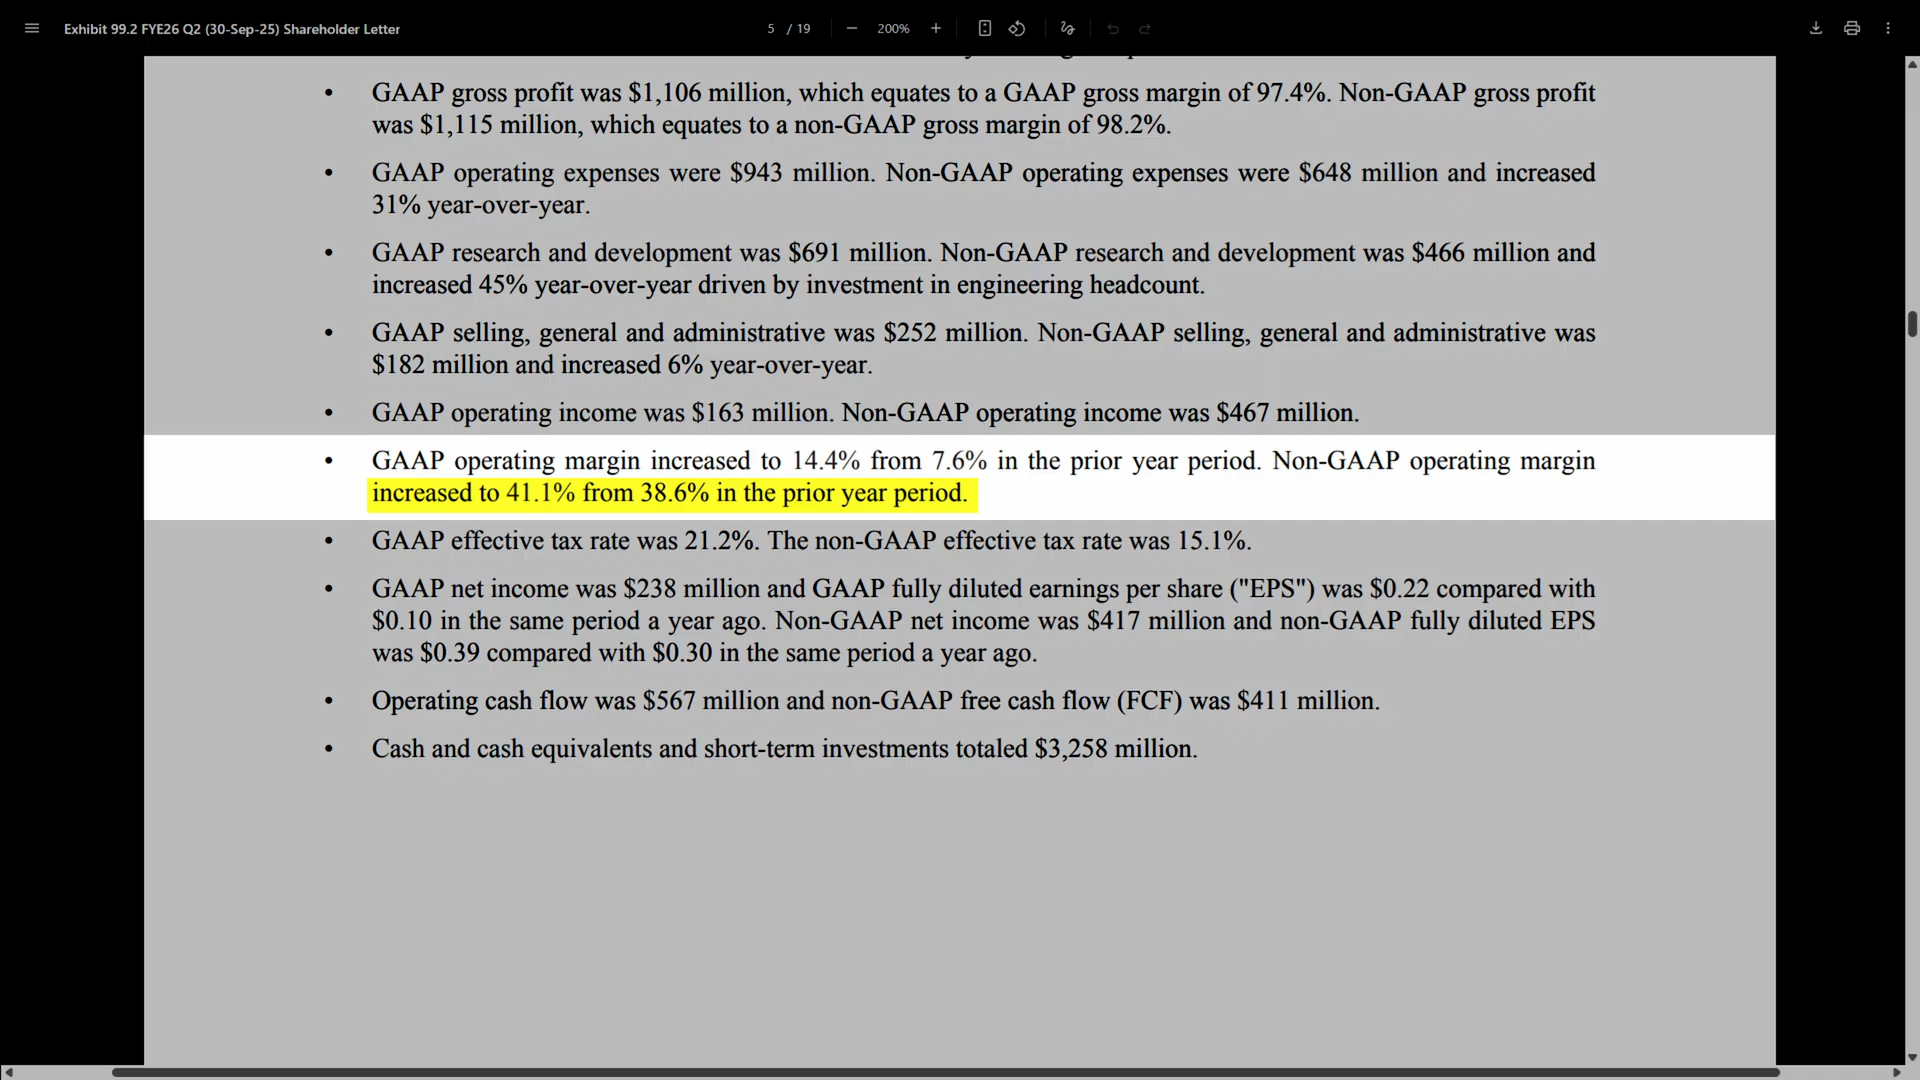 Exhibit 99.2 FYE26 Q2 (30-Sep-25) Shareholder Letter
5 / 19
200%
• GAAP gross profit was $1,106 million, which equates to a GAAP gross margin of 97.4%. Non-GAAP gross profit
was $1,115 million, which equates to a non-GAAP gross margin of 98.2%.
• GAAP operating expenses were $943 million. Non-GAAP operating expenses were $648 million and increased
31% year-over-year.
• GAAP research and development was $691 million. Non-GAAP research and development was $466 million and
increased 45% year-over-year driven by investment in engineering headcount.
• GAAP selling, general and administrative was $252 million. Non-GAAP selling, general and administrative was
$182 million and increased 6% year-over-year.
• GAAP operating income was $163 million. Non-GAAP operating income was $467 million.
• GAAP operating margin increased to 14.4% from 7.6% in the prior year period. Non-GAAP operating margin
increased to 41.1% from 38.6% in the prior year period.
• GAAP effective tax rate was 21.2%. The non-GAAP effective tax rate was 15.1%.
• GAAP net income was $238 million and GAAP fully diluted earnings per share ("EPS") was $0.22 compared with
$0.10 in the same period a year ago. Non-GAAP net income was $417 million and non-GAAP fully diluted EPS
was $0.39 compared with $0.30 in the same period a year ago.
• Operating cash flow was $567 million and non-GAAP free cash flow (FCF) was $411 million.
• Cash and cash equivalents and short-term investments totaled $3,258 million.